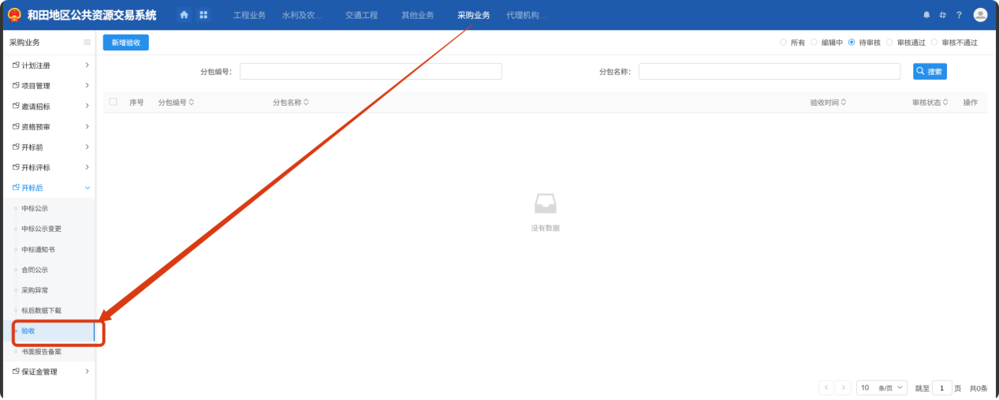 和田地区公共资源交易系统 工程业务 水利及农... 交通工程 其他业务 采购业务 代理机构... ?
采购业务
新增验收
所有 编辑中 待审核 审核通过 审核不通过
计划注册
项目管理
邀请招标
资格预审
开标前
开标评标
开标后
中标公示
中标公示变更
中标通知书
合同公示
采购异常
标后数据下载
验收
书面报告备案
保证金管理
分包编号: 分包名称: 搜索
序号 分包编号 分包名称 验收时间 审核状态 操作
没有数据
10 条/页 跳至 1 页 共0条